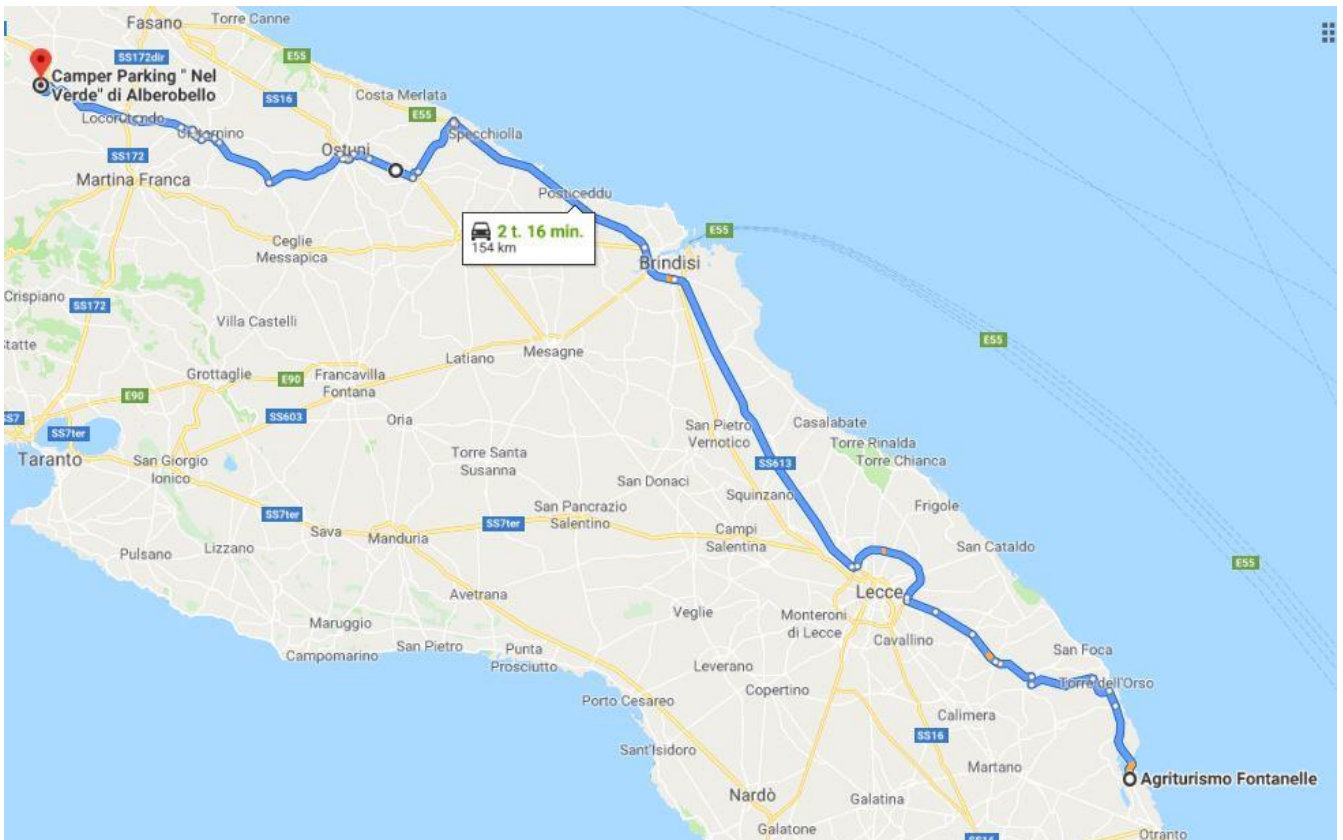 Fasano
Torre Canne
SS172dir
E55
Camper Parking " Nel
Verde" di Alberobello
SS16
Costa Merlata
E55
Specchiolla
Ostuni
SS172
Martina Franca
Posticeddu
2 t. 16 min.
154 km
E55
Ceglie
Messapica
Brindisi
Crispiano
SS172
Villa Castelli
E55
Statte
Latiano
Mesagne
Grottaglie
E90
Francavilla
Fontana
E90
SS603
Oria
SS7
SS7ter
Taranto
San Giorgio
Ionico
San Pietro
Vernotico
Casalabate
Torre Rinalda
Torre Chianca
Torre Santa
Susanna
SS613
San Donaci
Squinzano
Frigole
San Pancrazio
Salentino
SS7ter
Sava
Manduria
SS7ter
Campi
Salentina
San Cataldo
Pulsano
Lizzano
E55
Avetrana
Lecce
Veglie
Monteroni
di Lecce
Cavallino
Maruggio
San Pietro
Campomarino
Punta
Prosciutto
San Foca
Leverano
Copertino
Torre dell'Orso
Porto Cesareo
Calimera
SS16
Sant'Isidoro
Martano
Agriturismo Fontanelle
Nardò
Galatina
Galatone
SS16
Otranto